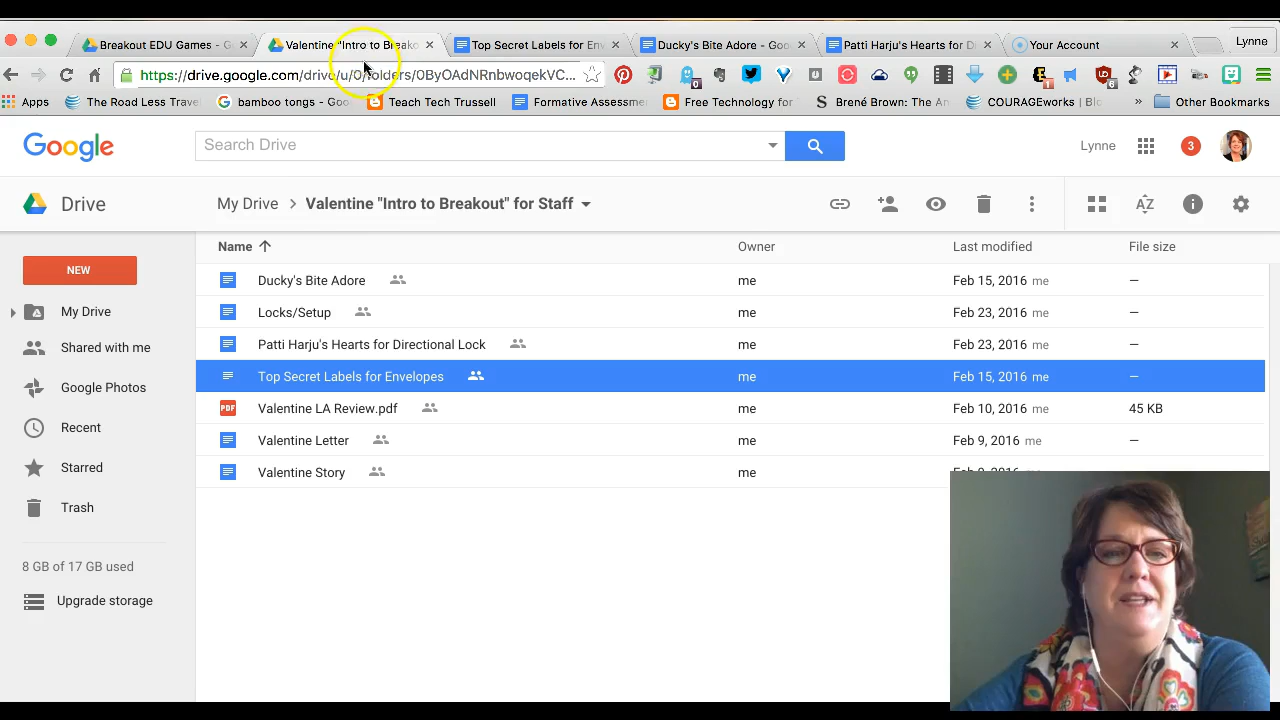 Breakout EDU Games - G
Valentine "Intro to Breako
Top Secret Labels for En
Ducky's Bite Adore - Goo
Patti Harju's Hearts for Di
Your Account
Lynne
https://drive.google.com/drive/u/0/folders/0ByOAdNRnbwoqekVC...
Apps
The Road Less Trave
bamboo tongs - Goo
Teach Tech Trussell
Formative Assessme
Free Technology for
Brené Brown: The An
COURAGEworks | Bl
»
Other Bookmarks
Google
Search Drive
Lynne
3
Drive
My Drive > Valentine "Intro to Breakout" for Staff
Name
Owner
Last modified
File size
NEW
My Drive
Shared with me
Google Photos
Recent
Starred
Trash
8 GB of 17 GB used
Upgrade storage
Ducky's Bite Adore me Feb 15, 2016 me —
Locks/Setup me Feb 23, 2016 me —
Patti Harju's Hearts for Directional Lock me Feb 23, 2016 me —
Top Secret Labels for Envelopes me Feb 15, 2016 me —
PDF Valentine LA Review.pdf me Feb 10, 2016 me 45 KB
Valentine Letter me Feb 9, 2016 me —
Valentine Story me